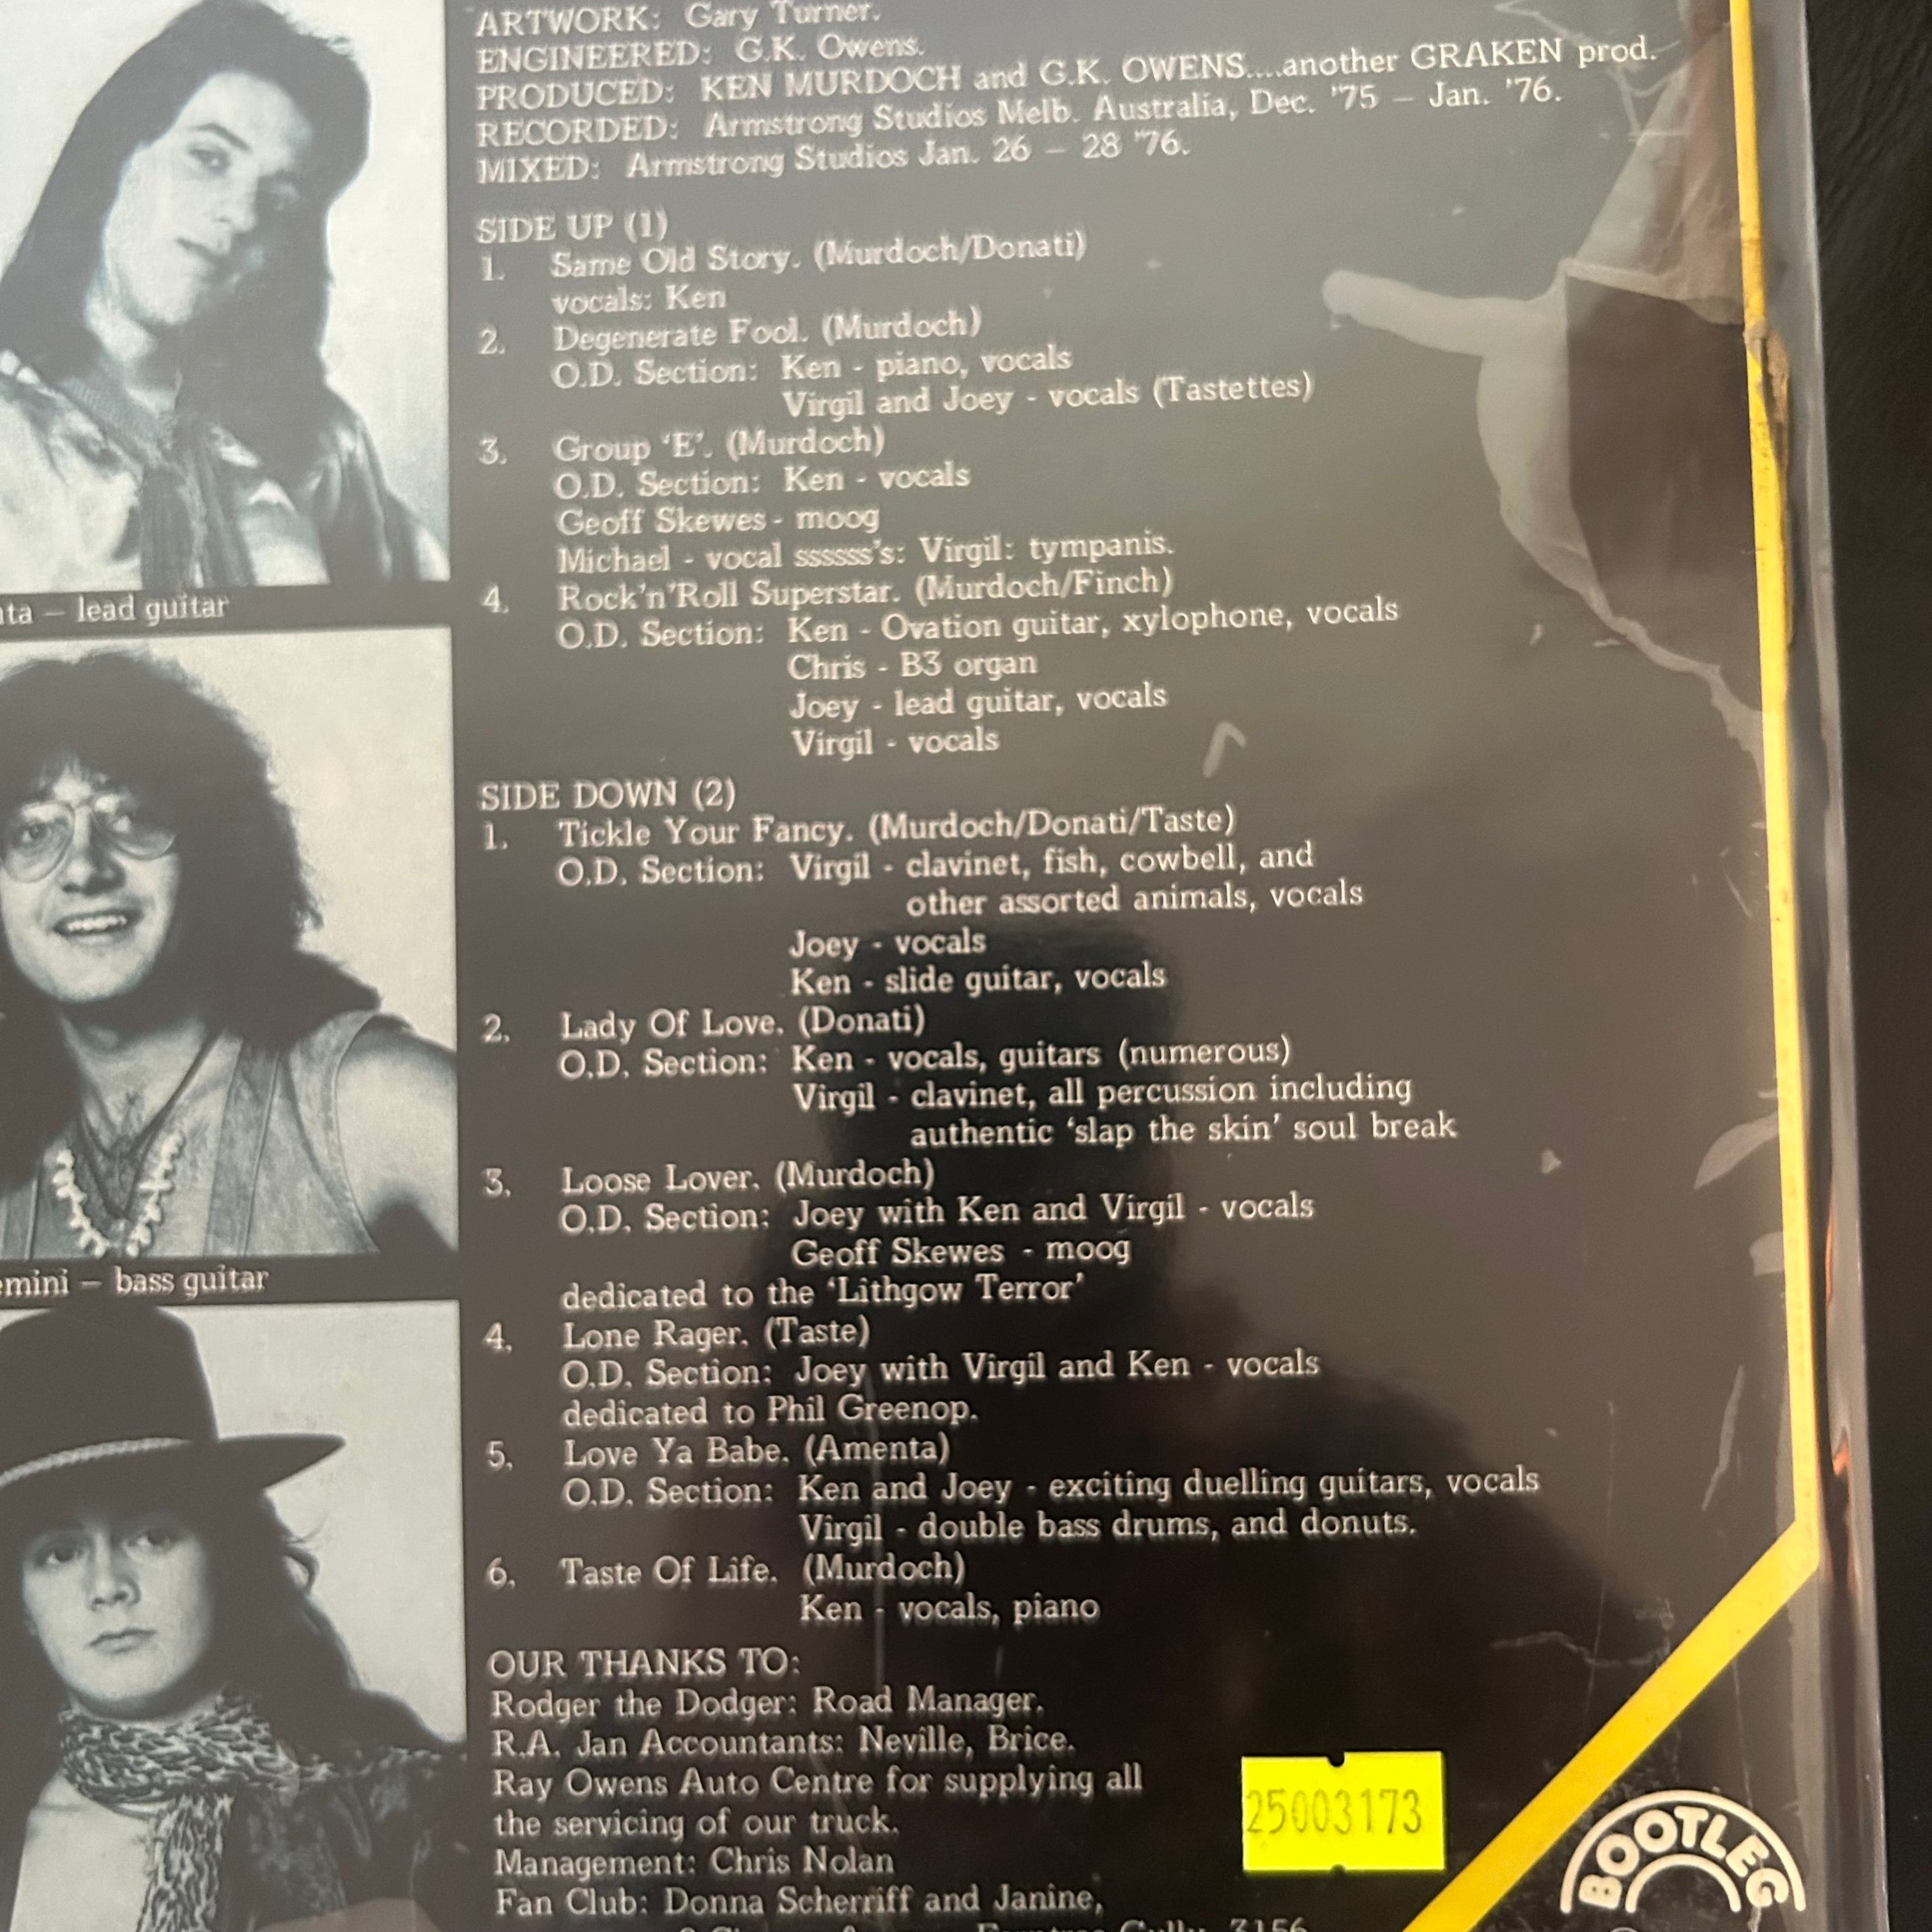 ARTWORK: Gary Turner.
ENGINEERED: G.K. Owens.
PRODUCED: KEN MURDOCH and G.K. OWENS....another GRAKEN prod.
RECORDED: Armstrong Studios Melb. Australia, Dec. '75 – Jan. '76.
MIXED: Armstrong Studios Jan. 26 – 28 '76.
SIDE UP (1)
1. Same Old Story. (Murdoch/Donati)
vocals: Ken
2. Degenerate Fool. (Murdoch)
O.D. Section: Ken - piano, vocals
Virgil and Joey - vocals (Tastettes)
3. Group 'E'. (Murdoch)
O.D. Section: Ken - vocals
Geoff Skewes - moog
Michael - vocal ssssss's: Virgil: tympanis.
4. Rock'n'Roll Superstar. (Murdoch/Finch)
O.D. Section: Ken - Ovation guitar, xylophone, vocals
Chris - B3 organ
Joey - lead guitar, vocals
Virgil - vocals
SIDE DOWN (2)
1. Tickle Your Fancy. (Murdoch/Donati/Taste)
O.D. Section: Virgil - clavinet, fish, cowbell, and
other assorted animals, vocals
Joey - vocals
Ken - slide guitar, vocals
2. Lady Of Love. (Donati)
O.D. Section: Ken - vocals, guitars (numerous)
Virgil - clavinet, all percussion including
authentic 'slap the skin' soul break
3. Loose Lover. (Murdoch)
O.D. Section: Joey with Ken and Virgil - vocals
Geoff Skewes - moog
dedicated to the 'Lithgow Terror'
4. Lone Rager. (Taste)
O.D. Section: Joey with Virgil and Ken - vocals
dedicated to Phil Greenop.
5. Love Ya Babe. (Amenta)
O.D. Section: Ken and Joey - exciting duelling guitars, vocals
Virgil - double bass drums, and donuts.
6. Taste Of Life. (Murdoch)
Ken - vocals, piano
OUR THANKS TO:
Rodger the Dodger: Road Manager.
R.A. Jan Accountants: Neville, Brice.
Ray Owens Auto Centre for supplying all
the servicing of our truck.
Management: Chris Nolan
Fan Club: Donna Scherriff and Janine,
Gully, 3156
– lead guitar
– bass guitar
25003173
BOOTLEG